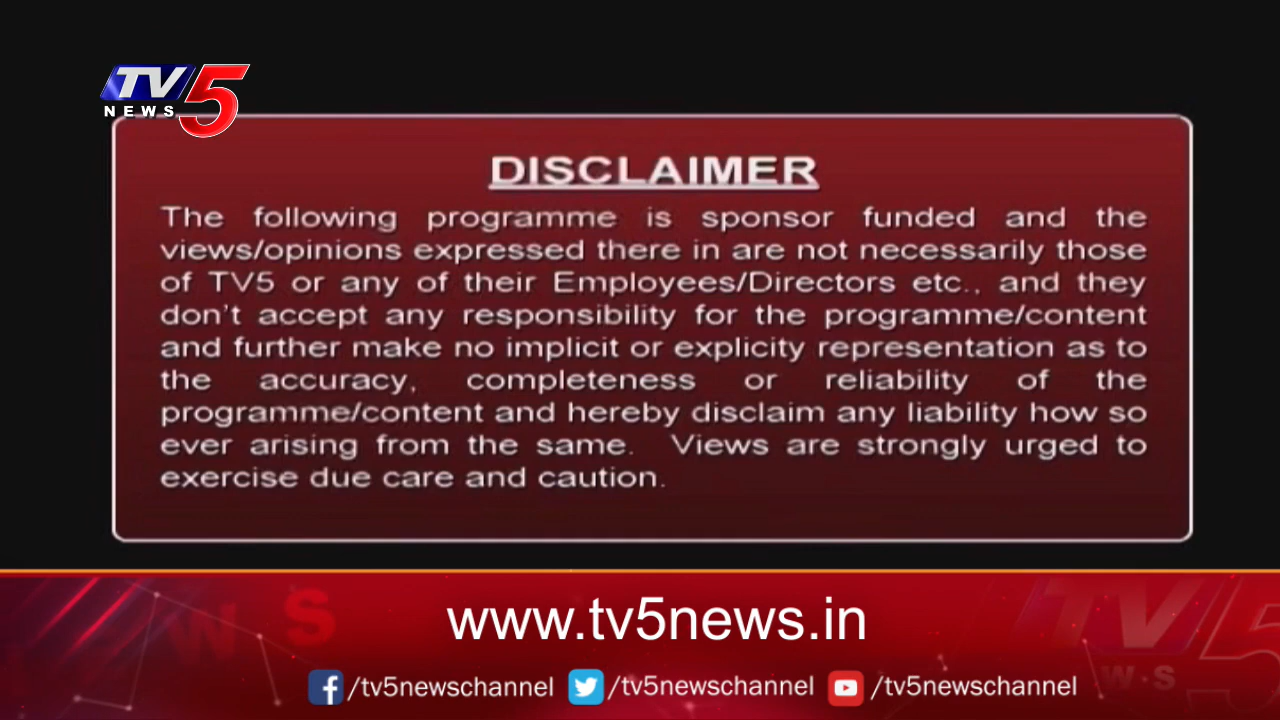 TV5
NEWS
DISCLAIMER
The following programme is sponsor funded and the
views/opinions expressed there in are not necessarily those
of TV5 or any of their Employees/Directors etc., and they
don't accept any responsibility for the programme/content
and further make no implicit or explicity representation as to
the accuracy, completeness or reliability of the
programme/content and hereby disclaim any liability how so
ever arising from the same. Views are strongly urged to
exercise due care and caution.
W S
TV5
W·S
www.tv5news.in
/tv5newschannel /tv5newschannel /tv5newschannel